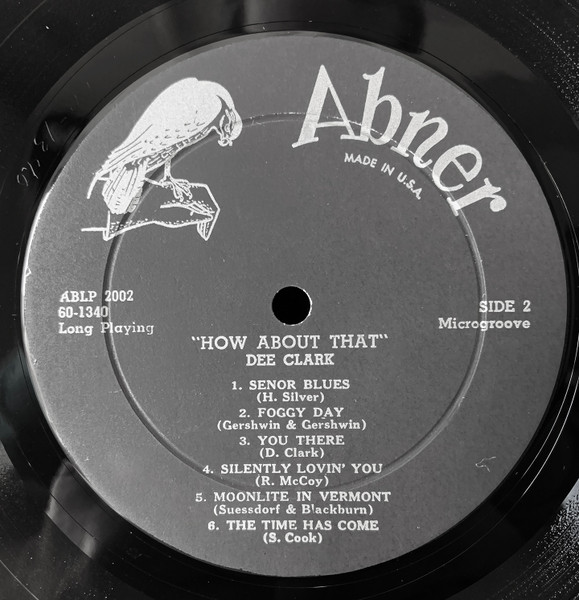 Abner
MADE IN U.S.A.
ABLP 2002
60-1340
Long Playing
SIDE 2
Microgroove
"HOW ABOUT THAT"
DEE CLARK
1. SENOR BLUES
(H. Silver)
2. FOGGY DAY
(Gershwin & Gershwin)
3. YOU THERE
(D. Clark)
4. SILENTLY LOVIN' YOU
(R. McCoy)
5. MOONLITE IN VERMONT
(Suessdorf & Blackburn)
6. THE TIME HAS COME
(S. Cook)